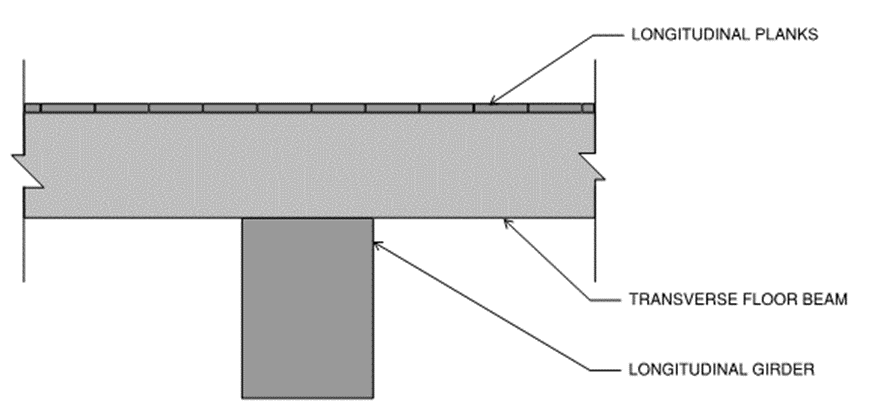 LONGITUDINAL PLANKS
TRANSVERSE FLOOR BEAM
LONGITUDINAL GIRDER